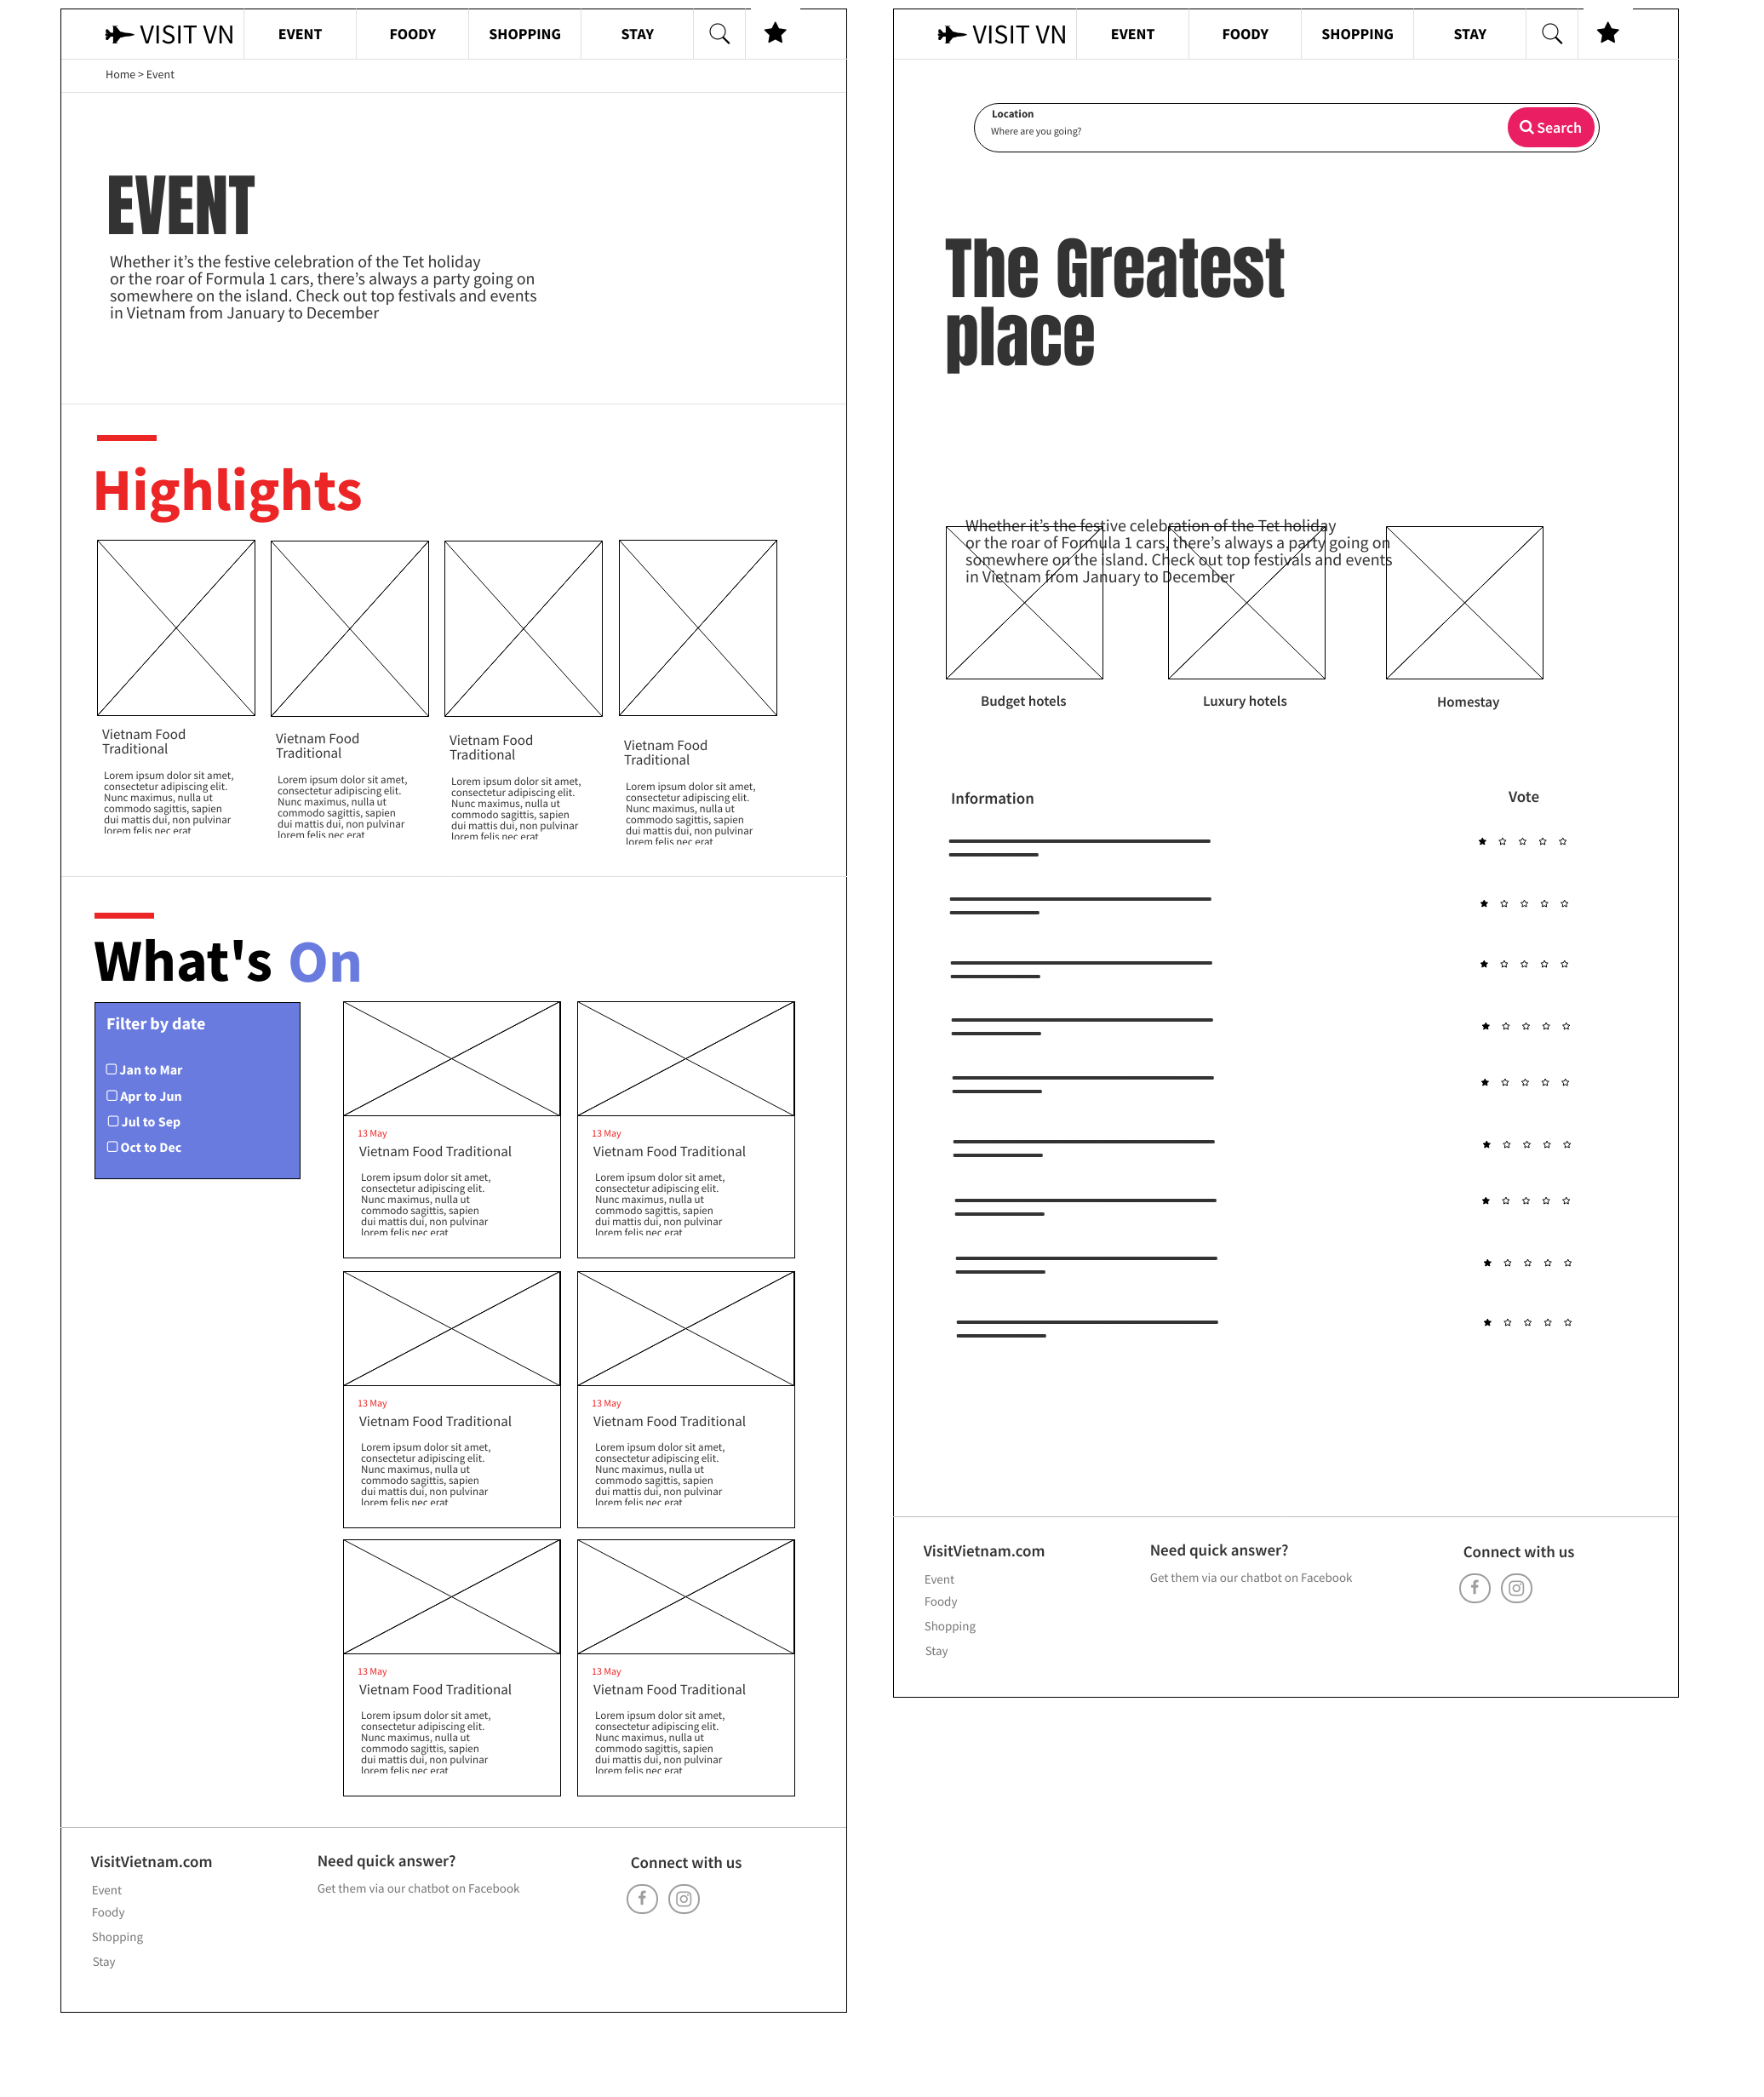 VISIT VN EVENT FOODY SHOPPING STAY
Home > Event
EVENT
Whether it's the festive celebration of the Tet holiday
or the roar of Formula 1 cars, there's always a party going on
somewhere on the island. Check out top festivals and events
in Vietnam from January to December
Highlights
Vietnam Food
Traditional
Lorem ipsum dolor sit amet,
consectetur adipiscing elit.
Nunc maximus, nulla ut
commodo sagittis, sapien
dui mattis dui, non pulvinar
lorem felis nec erat
Vietnam Food
Traditional
Lorem ipsum dolor sit amet,
consectetur adipiscing elit.
Nunc maximus, nulla ut
commodo sagittis, sapien
dui mattis dui, non pulvinar
lorem felis nec erat
Vietnam Food
Traditional
Lorem ipsum dolor sit amet,
consectetur adipiscing elit.
Nunc maximus, nulla ut
commodo sagittis, sapien
dui mattis dui, non pulvinar
lorem felis nec erat
Vietnam Food
Traditional
Lorem ipsum dolor sit amet,
consectetur adipiscing elit.
Nunc maximus, nulla ut
commodo sagittis, sapien
dui mattis dui, non pulvinar
lorem felis nec erat
What's On
Filter by date
Jan to Mar
Apr to Jun
Jul to Sep
Oct to Dec
13 May
Vietnam Food Traditional
Lorem ipsum dolor sit amet,
consectetur adipiscing elit.
Nunc maximus, nulla ut
commodo sagittis, sapien
dui mattis dui, non pulvinar
lorem felis nec erat
13 May
Vietnam Food Traditional
Lorem ipsum dolor sit amet,
consectetur adipiscing elit.
Nunc maximus, nulla ut
commodo sagittis, sapien
dui mattis dui, non pulvinar
lorem felis nec erat
13 May
Vietnam Food Traditional
Lorem ipsum dolor sit amet,
consectetur adipiscing elit.
Nunc maximus, nulla ut
commodo sagittis, sapien
dui mattis dui, non pulvinar
lorem felis nec erat
13 May
Vietnam Food Traditional
Lorem ipsum dolor sit amet,
consectetur adipiscing elit.
Nunc maximus, nulla ut
commodo sagittis, sapien
dui mattis dui, non pulvinar
lorem felis nec erat
13 May
Vietnam Food Traditional
Lorem ipsum dolor sit amet,
consectetur adipiscing elit.
Nunc maximus, nulla ut
commodo sagittis, sapien
dui mattis dui, non pulvinar
lorem felis nec erat
13 May
Vietnam Food Traditional
Lorem ipsum dolor sit amet,
consectetur adipiscing elit.
Nunc maximus, nulla ut
commodo sagittis, sapien
dui mattis dui, non pulvinar
lorem felis nec erat
VisitVietnam.com
Event
Foody
Shopping
Stay
Need quick answer?
Get them via our chatbot on Facebook
Connect with us
VISIT VN EVENT FOODY SHOPPING STAY
Location
Where are you going?
Search
The Greatest
place
Whether it's the festive celebration of the Tet holiday
or the roar of Formula 1 cars, there's always a party going on
somewhere on the island. Check out top festivals and events
in Vietnam from January to December
Budget hotels
Luxury hotels
Homestay
Information
Vote
VisitVietnam.com
Event
Foody
Shopping
Stay
Need quick answer?
Get them via our chatbot on Facebook
Connect with us